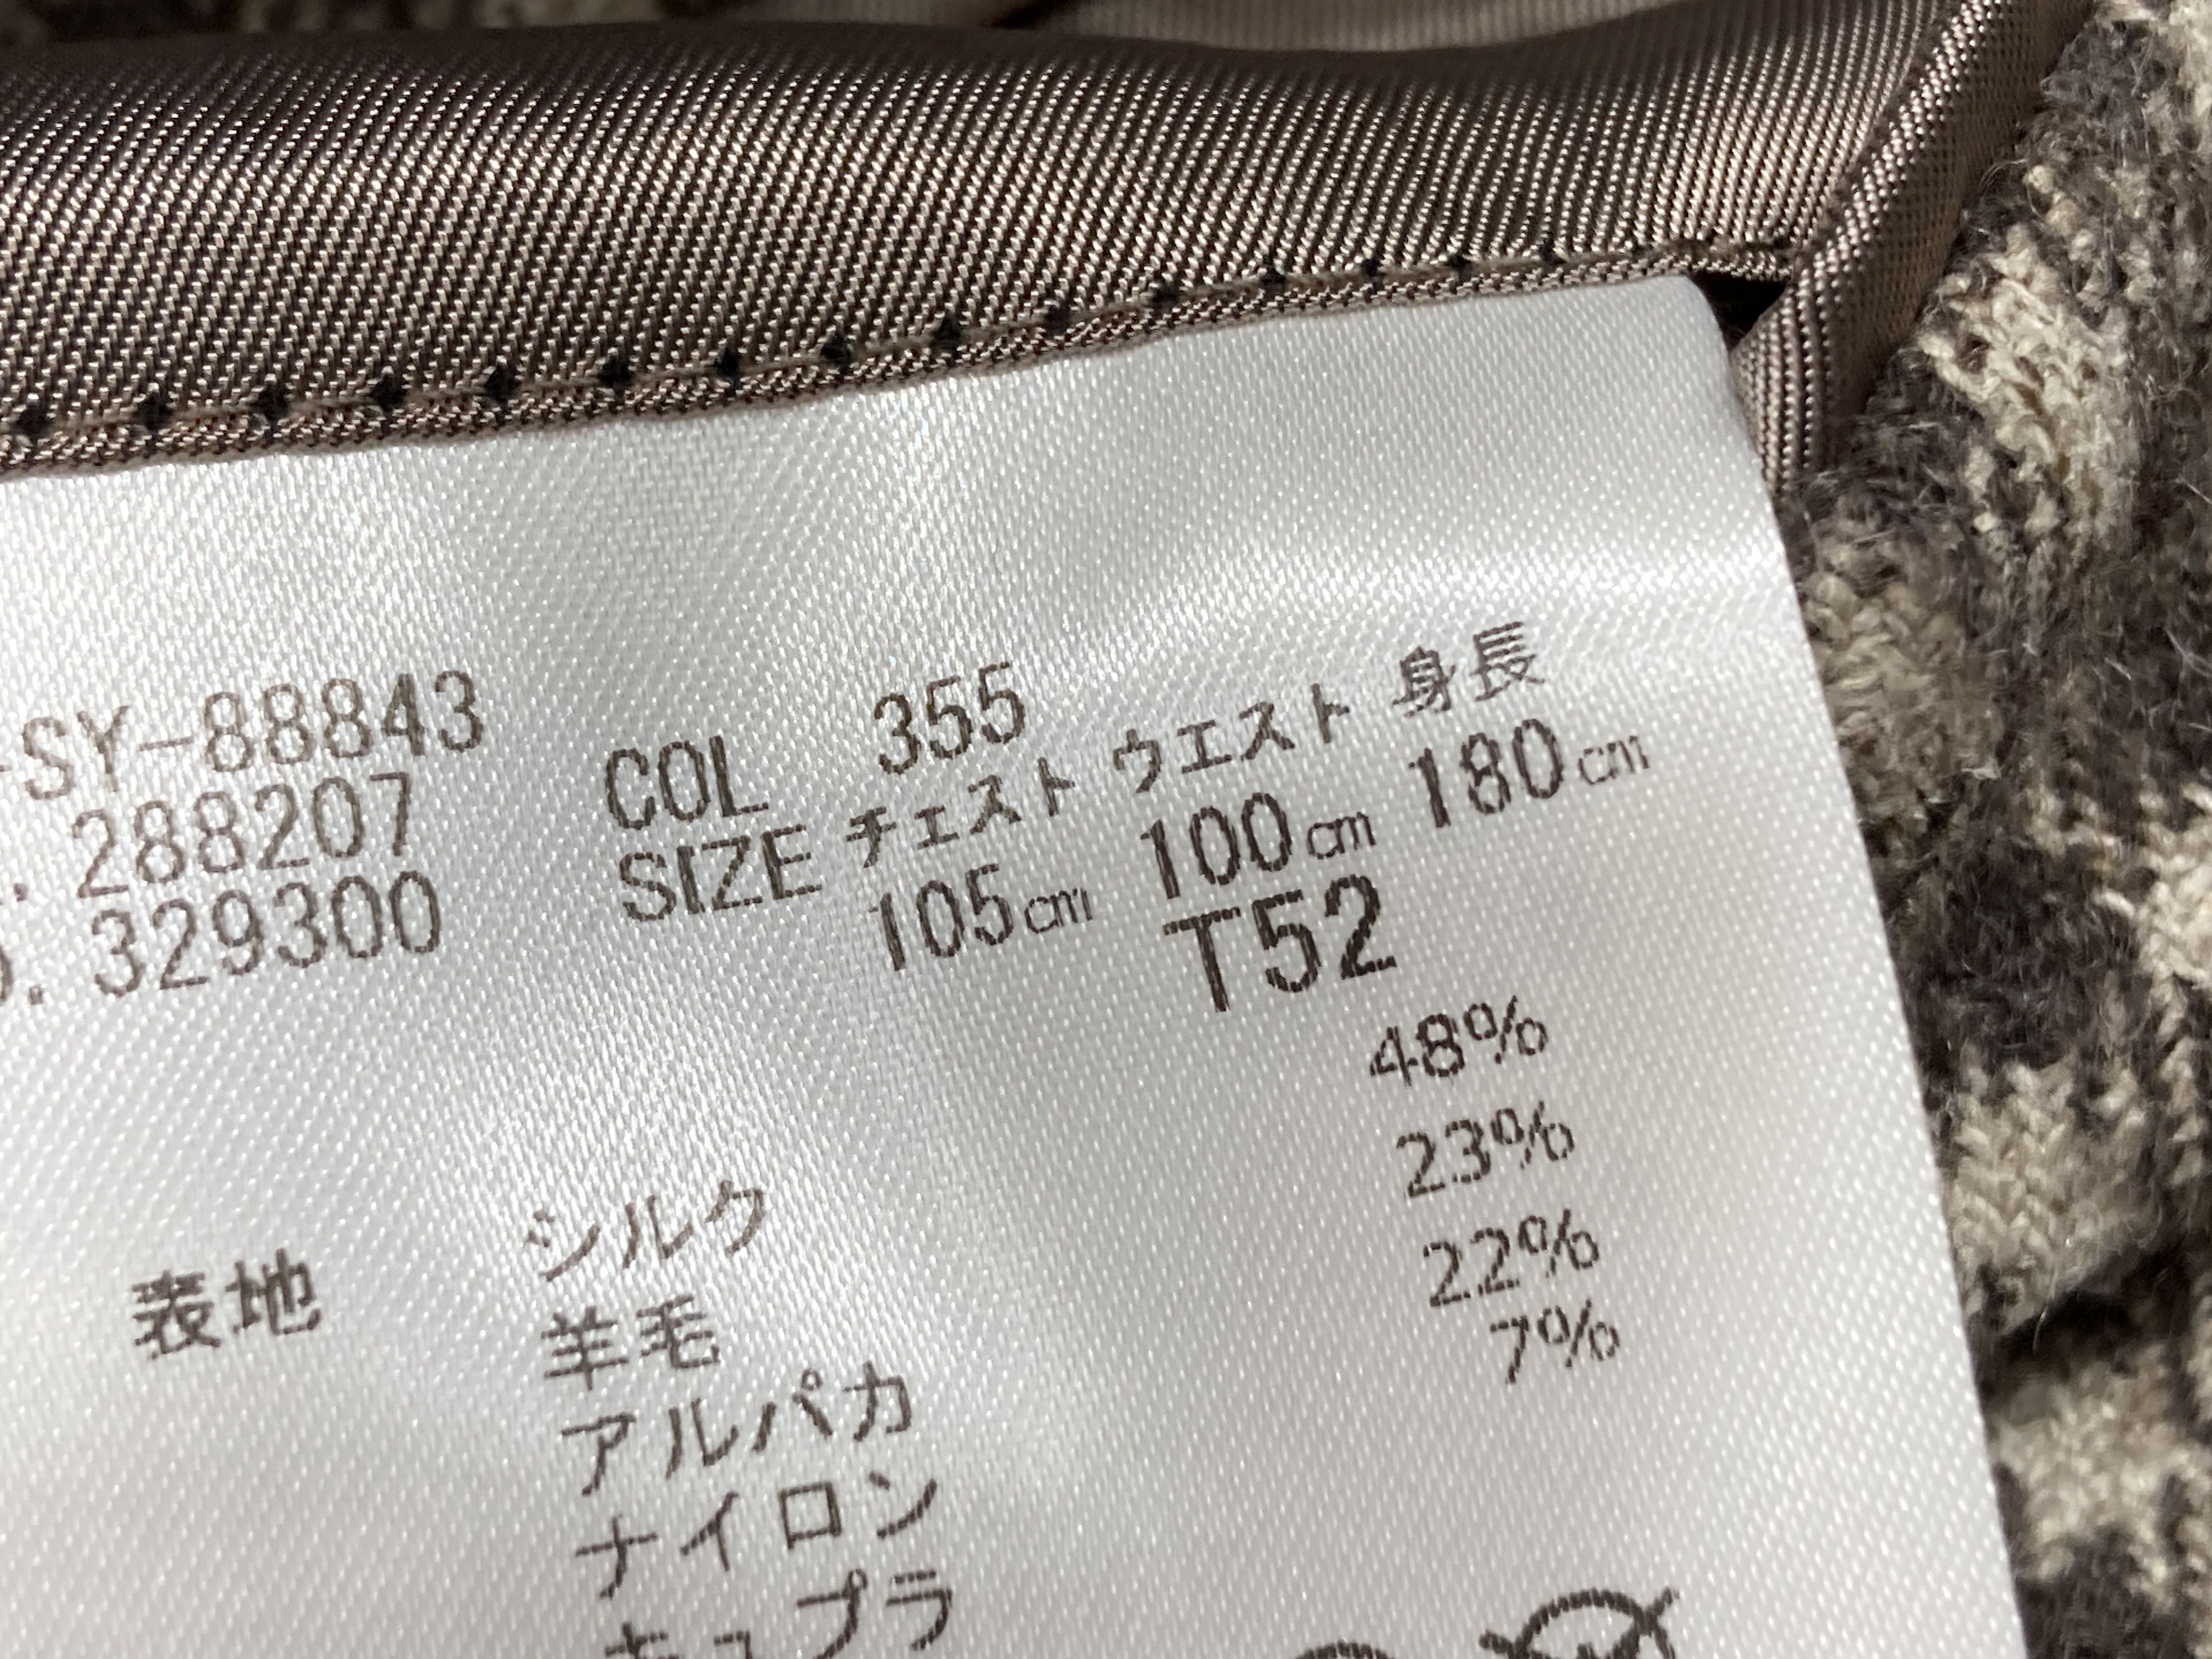 -SY-88843
. 288207
. 329300
COL 355
SIZE チェスト ウエスト 身長
105cm 100cm 180cm
T52
表地 シルク 48%
羊毛 23%
アルパカ 22%
ナイロン 7%
キュプラ